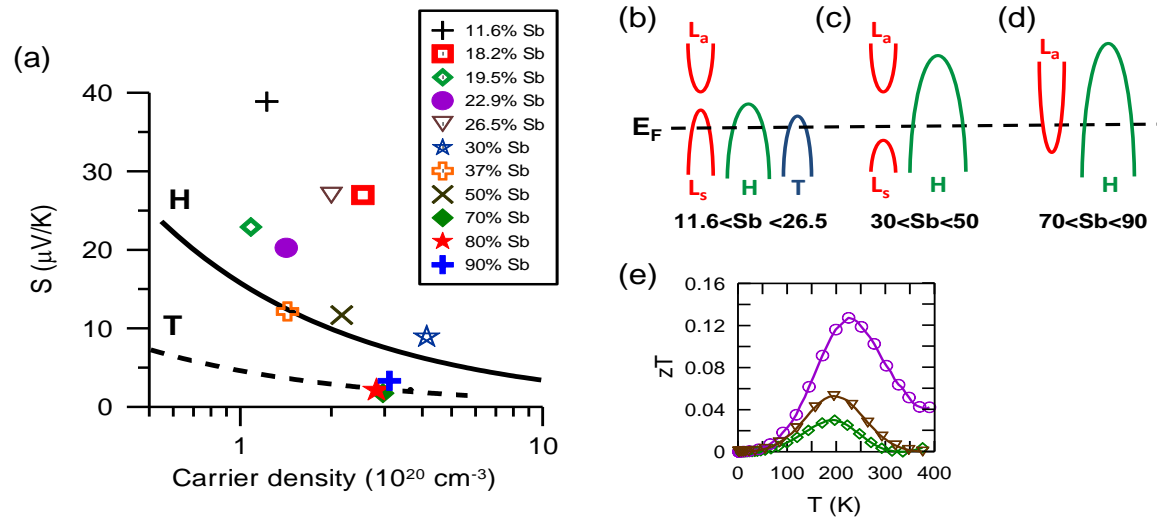 (a)
S (μV/K)
40
30
20
10
0
H
T
1
10
Carrier density (10²⁰ cm⁻³)
11.6% Sb
18.2% Sb
19.5% Sb
22.9% Sb
26.5% Sb
30% Sb
37% Sb
50% Sb
70% Sb
80% Sb
90% Sb
(b)
(c)
(d)
La
La
La
EF
Ls
H
T
Ls
H
H
11.6<Sb <26.5
30<Sb<50
70<Sb<90
(e)
zT
0.16
0.12
0.08
0.04
0
0
100
200
300
400
T (K)